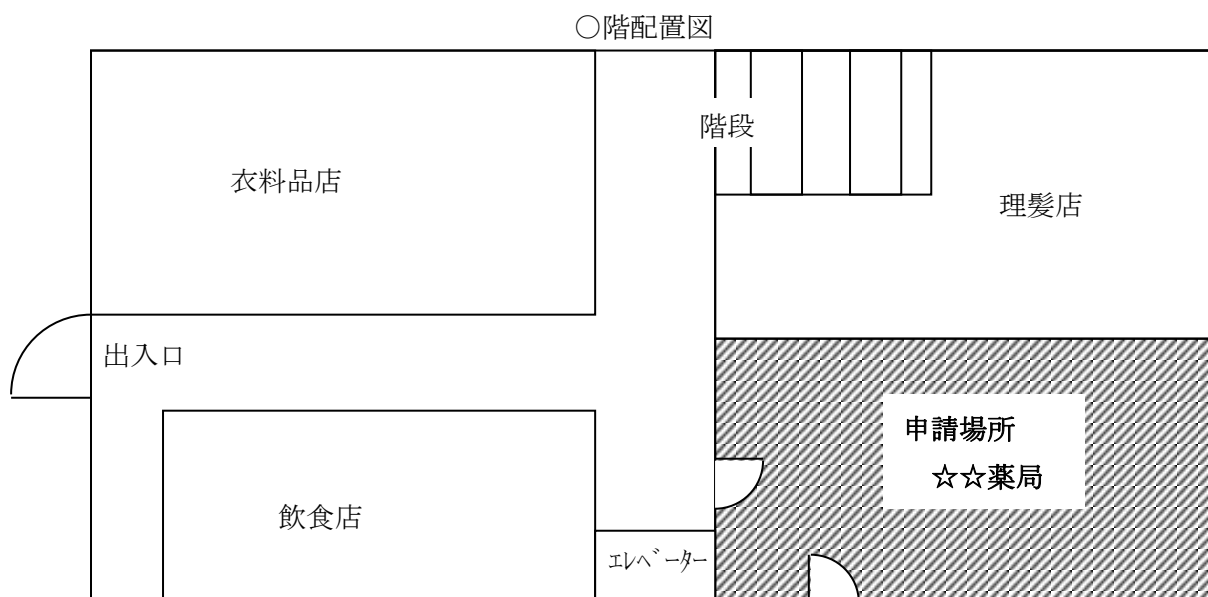 ○階配置図
階段
衣料品店
理髪店
出入口
申請場所
☆☆薬局
飲食店
ｴﾚﾍﾞｰﾀｰ